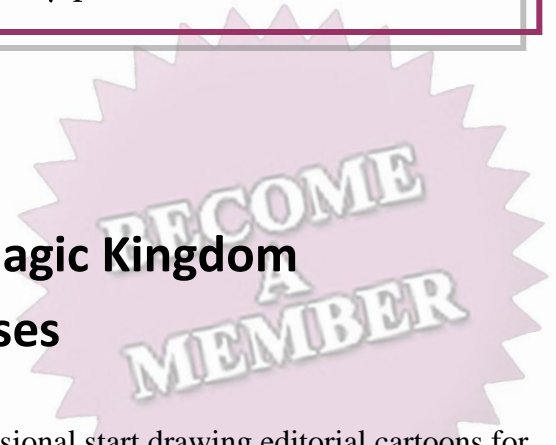 BECOME
agic Kingdom
A
ses
MEMBER
sional start drawing editorial cartoons for